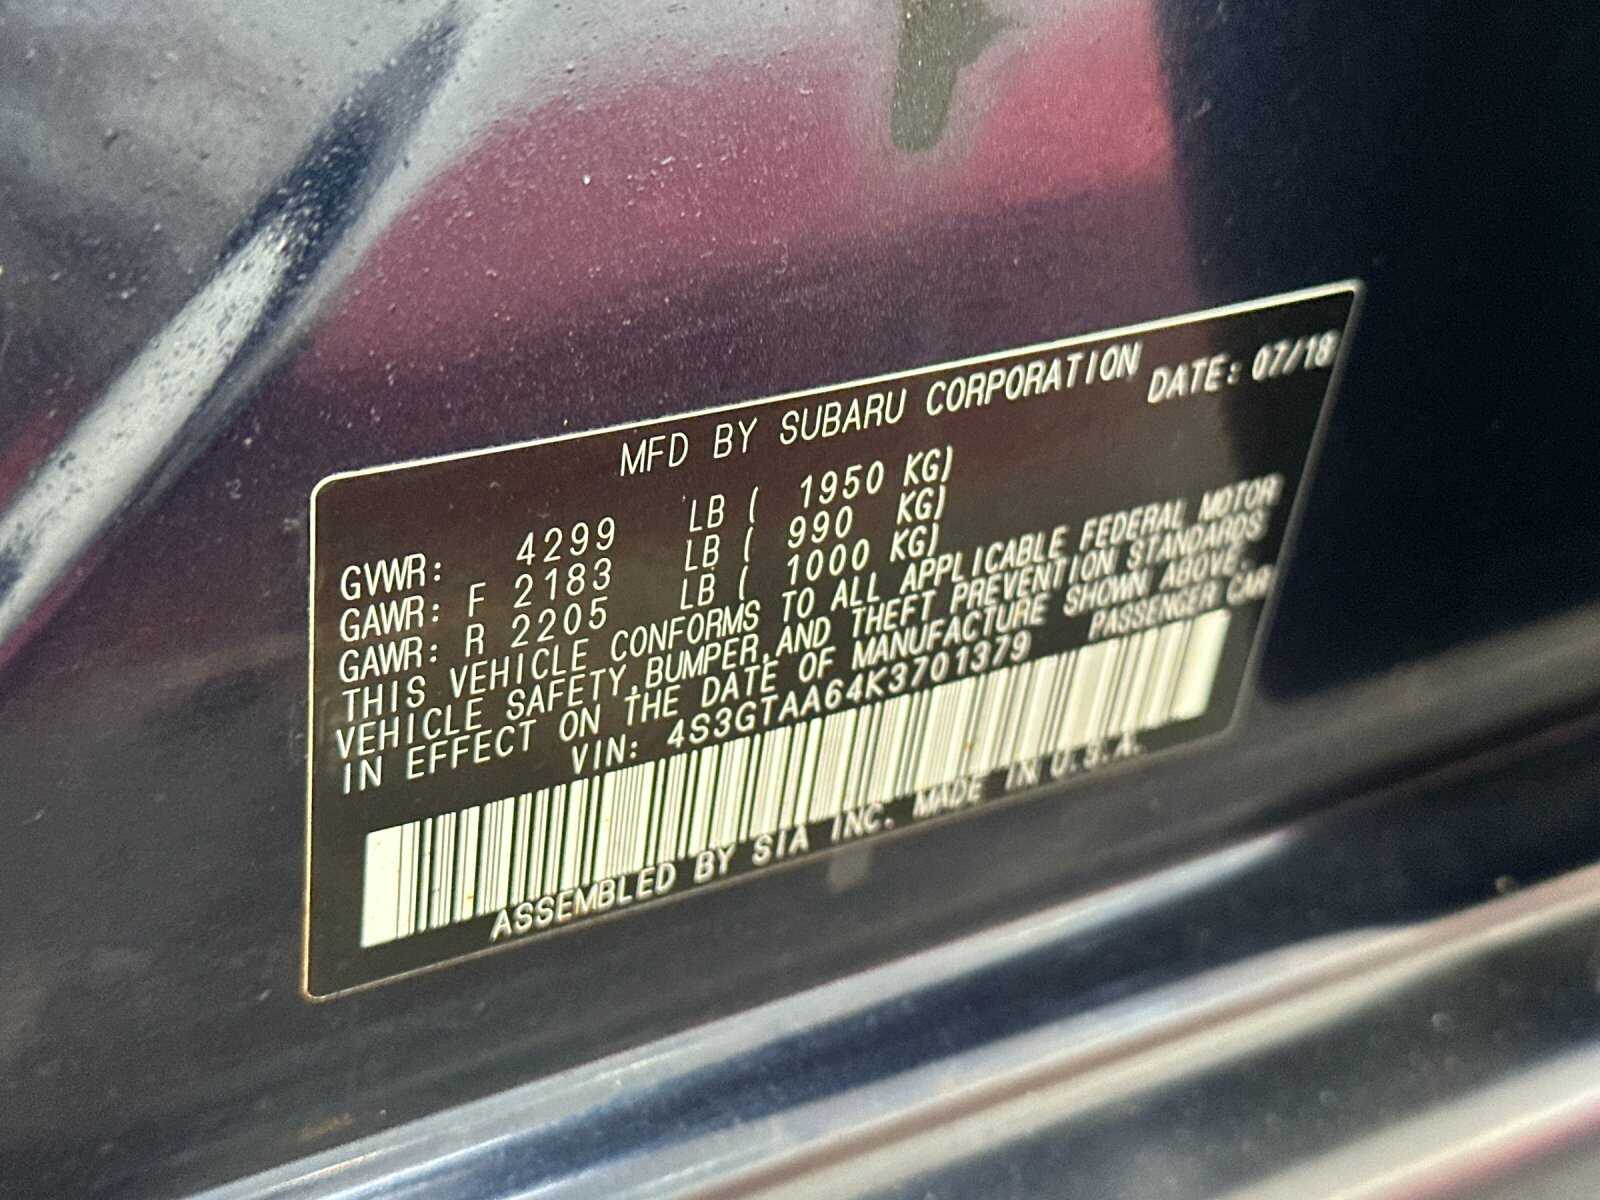 MFD BY SUBARU CORPORATION DATE: 07/18
GVWR: 4299 LB ( 1950 KG)
GAWR: F 2183 LB ( 990 KG)
GAWR: R 2205 LB ( 1000 KG)
THIS VEHICLE CONFORMS TO ALL APPLICABLE FEDERAL MOTOR
VEHICLE SAFETY,BUMPER,AND THEFT PREVENTION STANDARDS
IN EFFECT ON THE DATE OF MANUFACTURE SHOWN ABOVE.
VIN: 4S3GTAA64K3701379 PASSENGER CAR
ASSEMBLED BY SIA INC. MADE IN U.S.A.